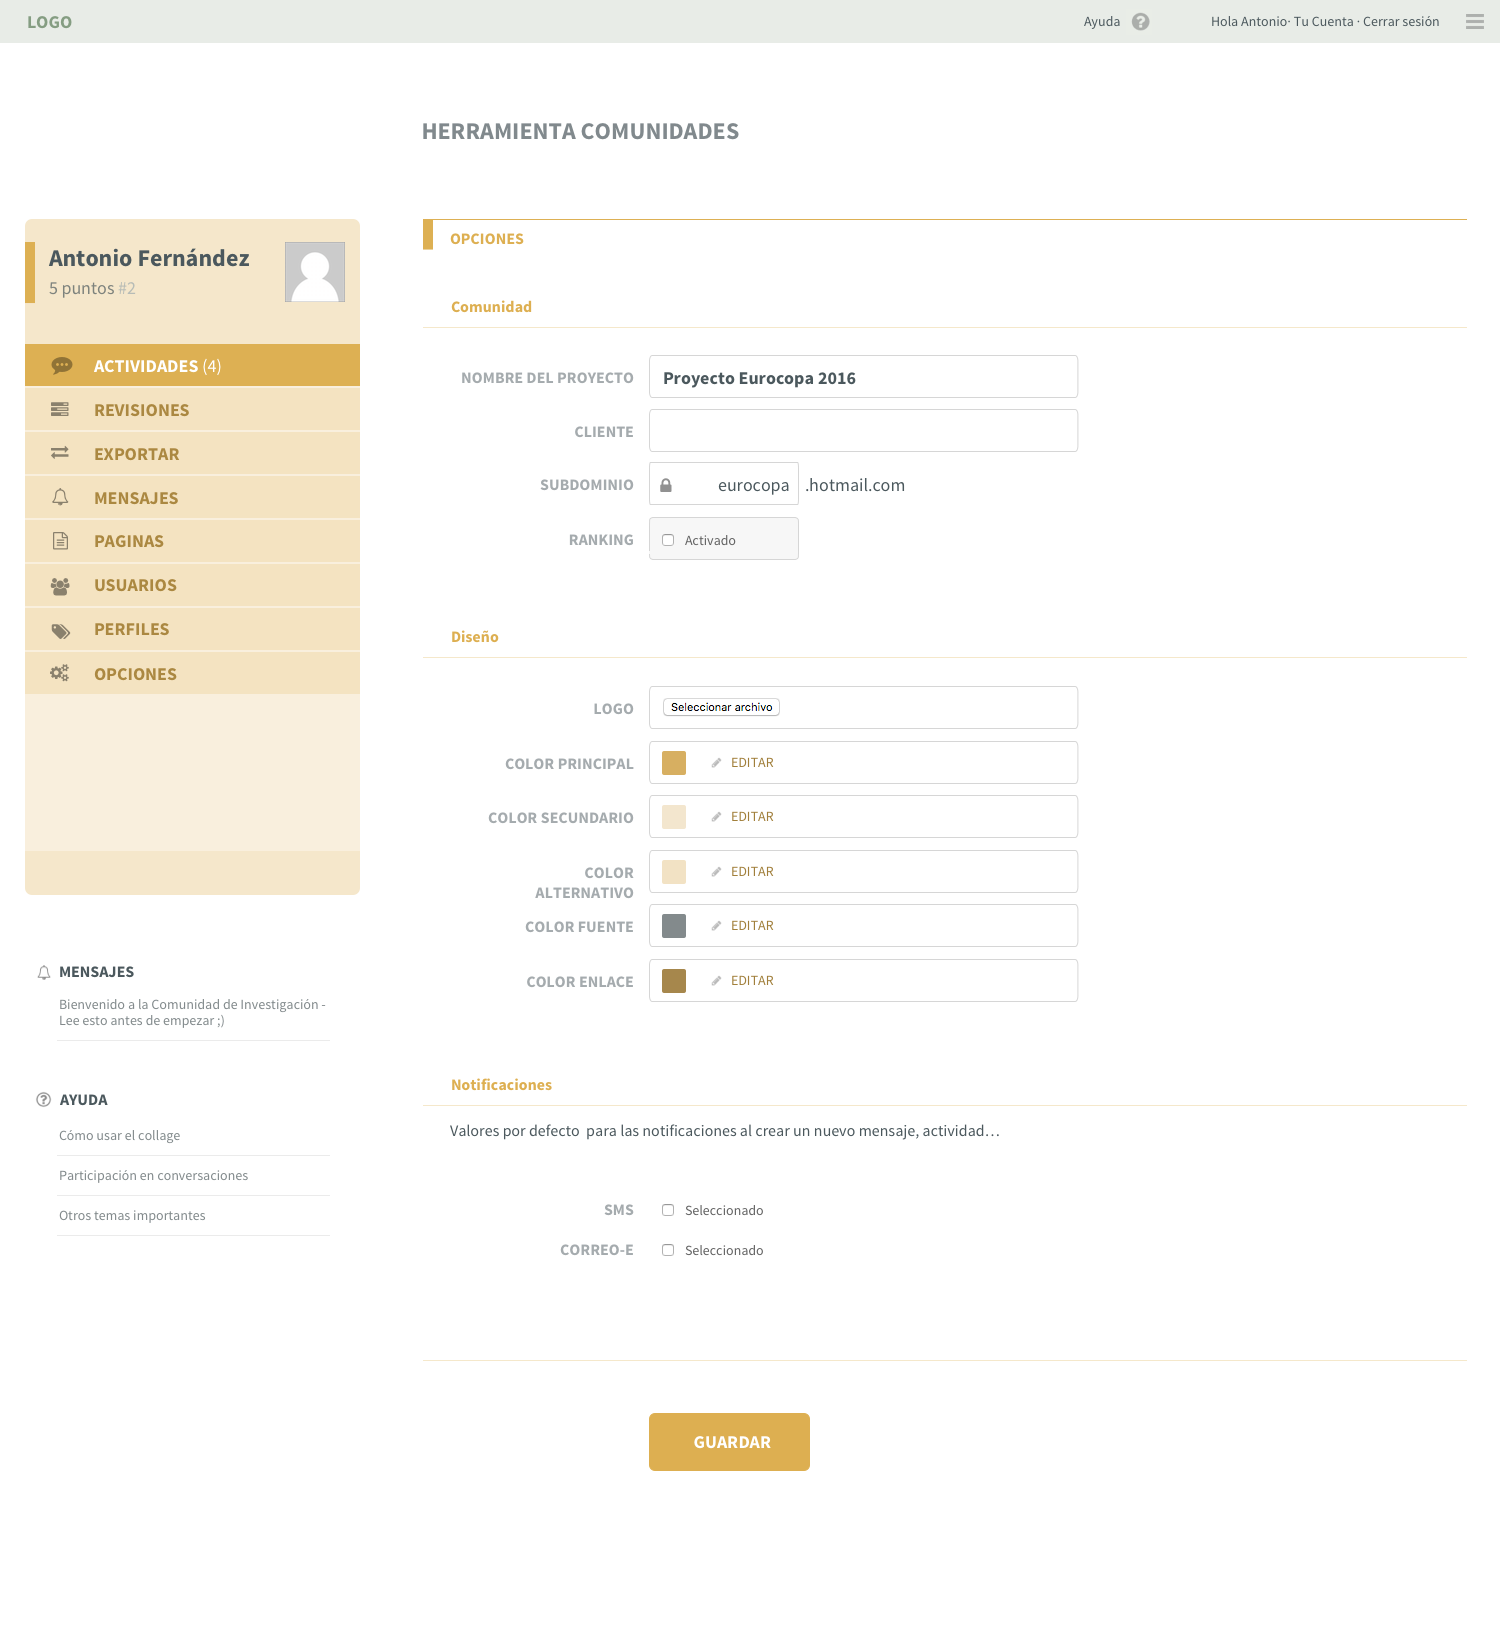 LOGO
Ayuda
Hola Antonio· Tu Cuenta · Cerrar sesión
HERRAMIENTA COMUNIDADES
Antonio Fernández
5 puntos #2
ACTIVIDADES (4)
REVISIONES
EXPORTAR
MENSAJES
PAGINAS
USUARIOS
PERFILES
OPCIONES
MENSAJES
Bienvenido a la Comunidad de Investigación -
Lee esto antes de empezar ;)
AYUDA
Cómo usar el collage
Participación en conversaciones
Otros temas importantes
OPCIONES
Comunidad
NOMBRE DEL PROYECTO Proyecto Eurocopa 2016
CLIENTE
SUBDOMINIO eurocopa .hotmail.com
RANKING Activado
Diseño
LOGO Seleccionar archivo
COLOR PRINCIPAL EDITAR
COLOR SECUNDARIO EDITAR
COLOR EDITAR
ALTERNATIVO
COLOR FUENTE EDITAR
COLOR ENLACE EDITAR
Notificaciones
Valores por defecto  para las notificaciones al crear un nuevo mensaje, actividad…
SMS Seleccionado
CORREO-E Seleccionado
GUARDAR